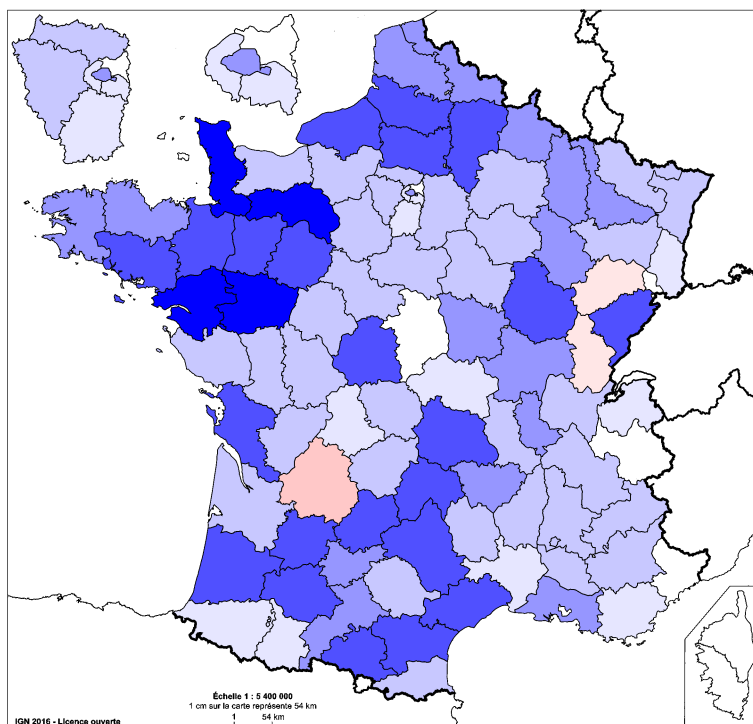 Échelle 1 : 5 400 000
1 cm sur la carte représente 54 km
1 54 km
IGN 2016 - Licence ouverte